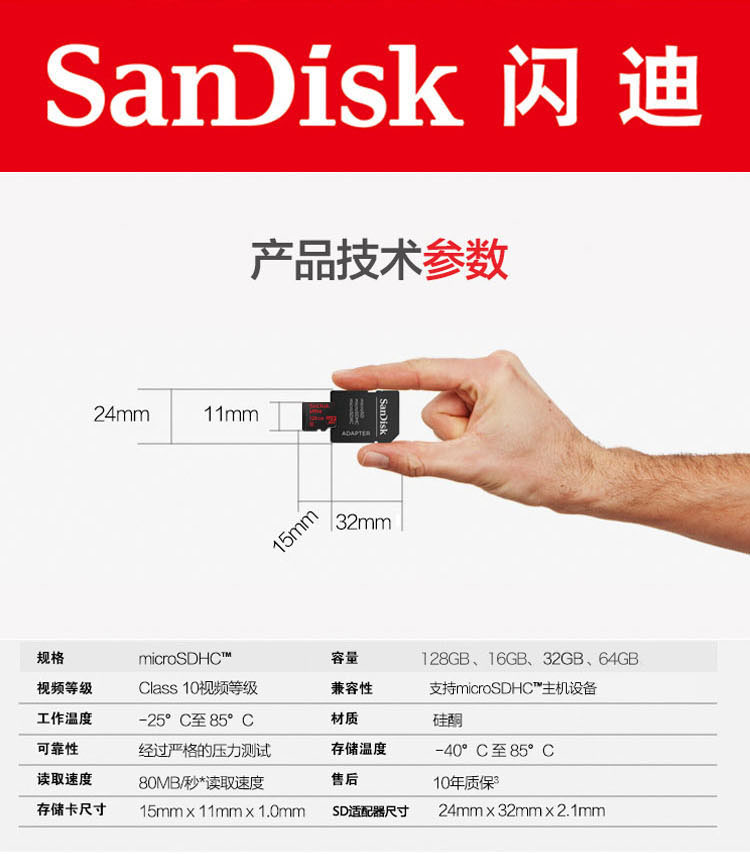 SanDisk 闪迪
产品技术参数
24mm
11mm
SanDisk
Ultra
microSD
microSDHC
microSDXC
SanDisk
ADAPTER
15mm
32mm
规格 microSDHC™ 容量 128GB 、16GB、32GB 、64GB
视频等级 Class 10视频等级 兼容性 支持microSDHC™主机设备
工作温度 -25°C至 85°C 材质 硅酮
可靠性 经过严格的压力测试 存储温度 -40°C 至 85°C
读取速度 80MB/秒*读取速度 售后 10年质保³
存储卡尺寸 15mm x 11mm x 1.0mm SD适配器尺寸 24mm x 32mm x 2.1mm